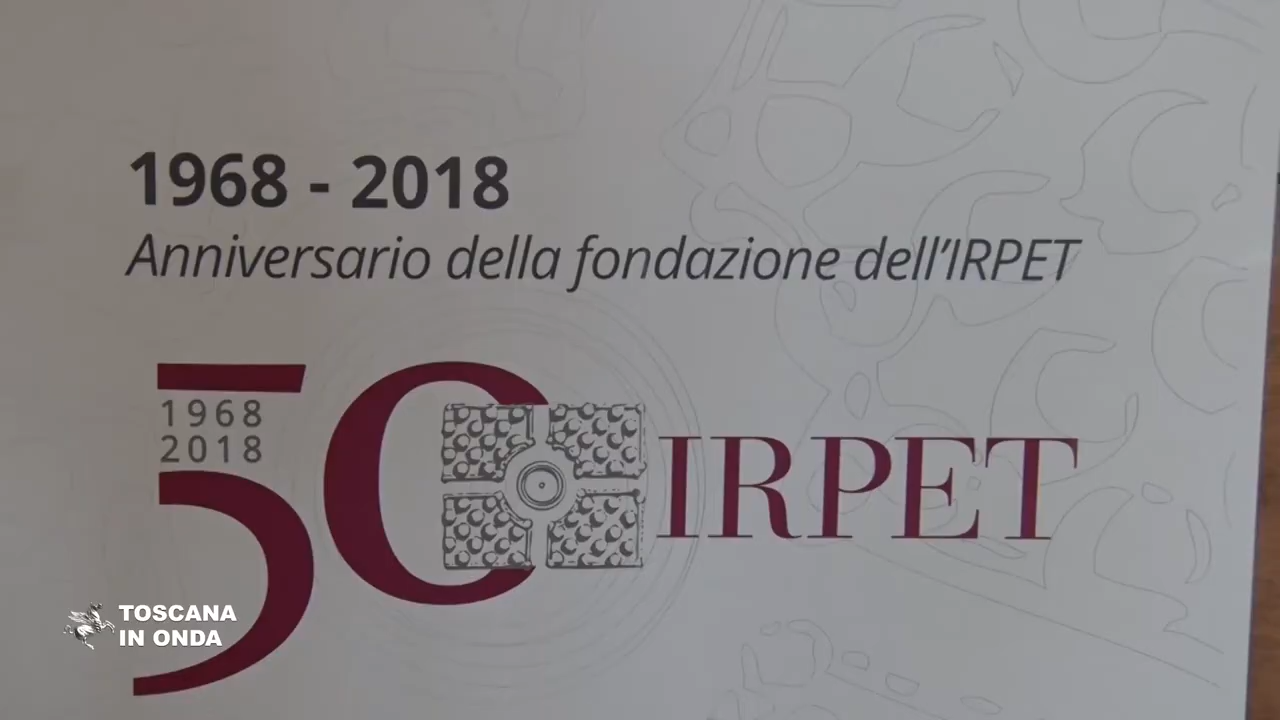 1968 - 2018
Anniversario della fondazione dell'IRPET
50
1968
2018
IRPET
TOSCANA
IN ONDA